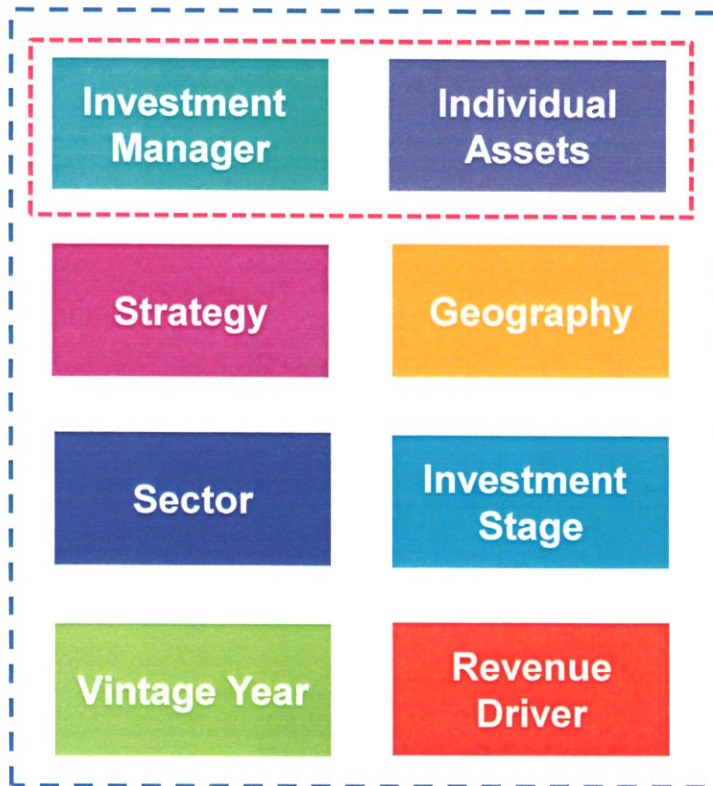 Investment
Manager
Individual
Assets
Strategy
Geography
Sector
Investment
Stage
Vintage Year
Revenue
Driver